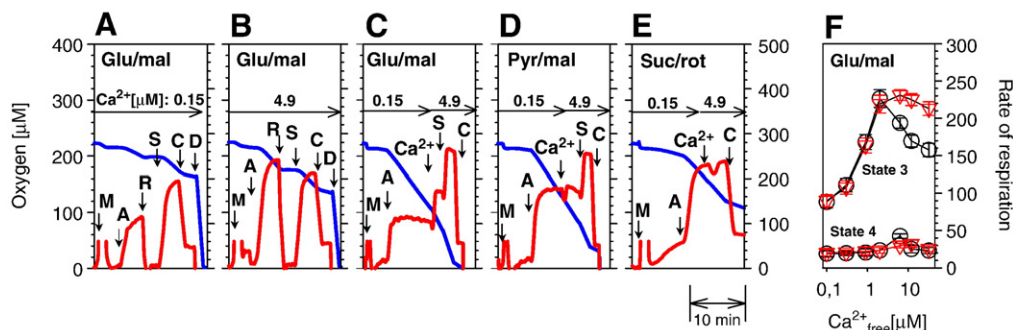 A B C D E F
400 500 300
Glu/mal Glu/mal Glu/mal Pyr/mal Suc/rot Glu/mal
Ca²⁺[µM]: 0.15 4.9 0.15 4.9 0.15 4.9 0.15 4.9
300 400 250
200 300 200
100 200 150
0 100 100
0 50
0
M A R S C D
M A R S C D
M A Ca²⁺ S C
M A Ca²⁺ S C
M A Ca²⁺ C
State 3
State 4
Oxygen [µM]
Rate of respiration
10 min
0,1 1 10
Ca²⁺free[µM]